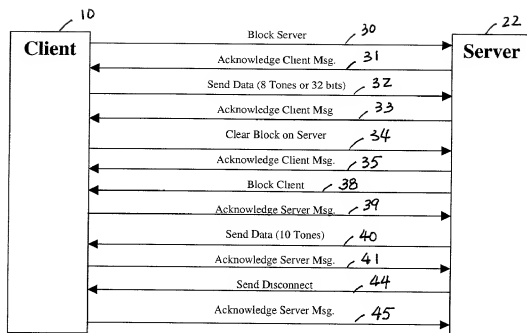 10
22
Client
Server
Block Server 30
Acknowledge Client Msg. 31
Send Data (8 Tones or 32 bits) 32
Acknowledge Client Msg 33
Clear Block on Server 34
Acknowledge Client Msg. 35
Block Client 38
Acknowledge Server Msg. 39
Send Data (10 Tones) 40
Acknowledge Server Msg. 41
Send Disconnect 44
Acknowledge Server Msg. 45